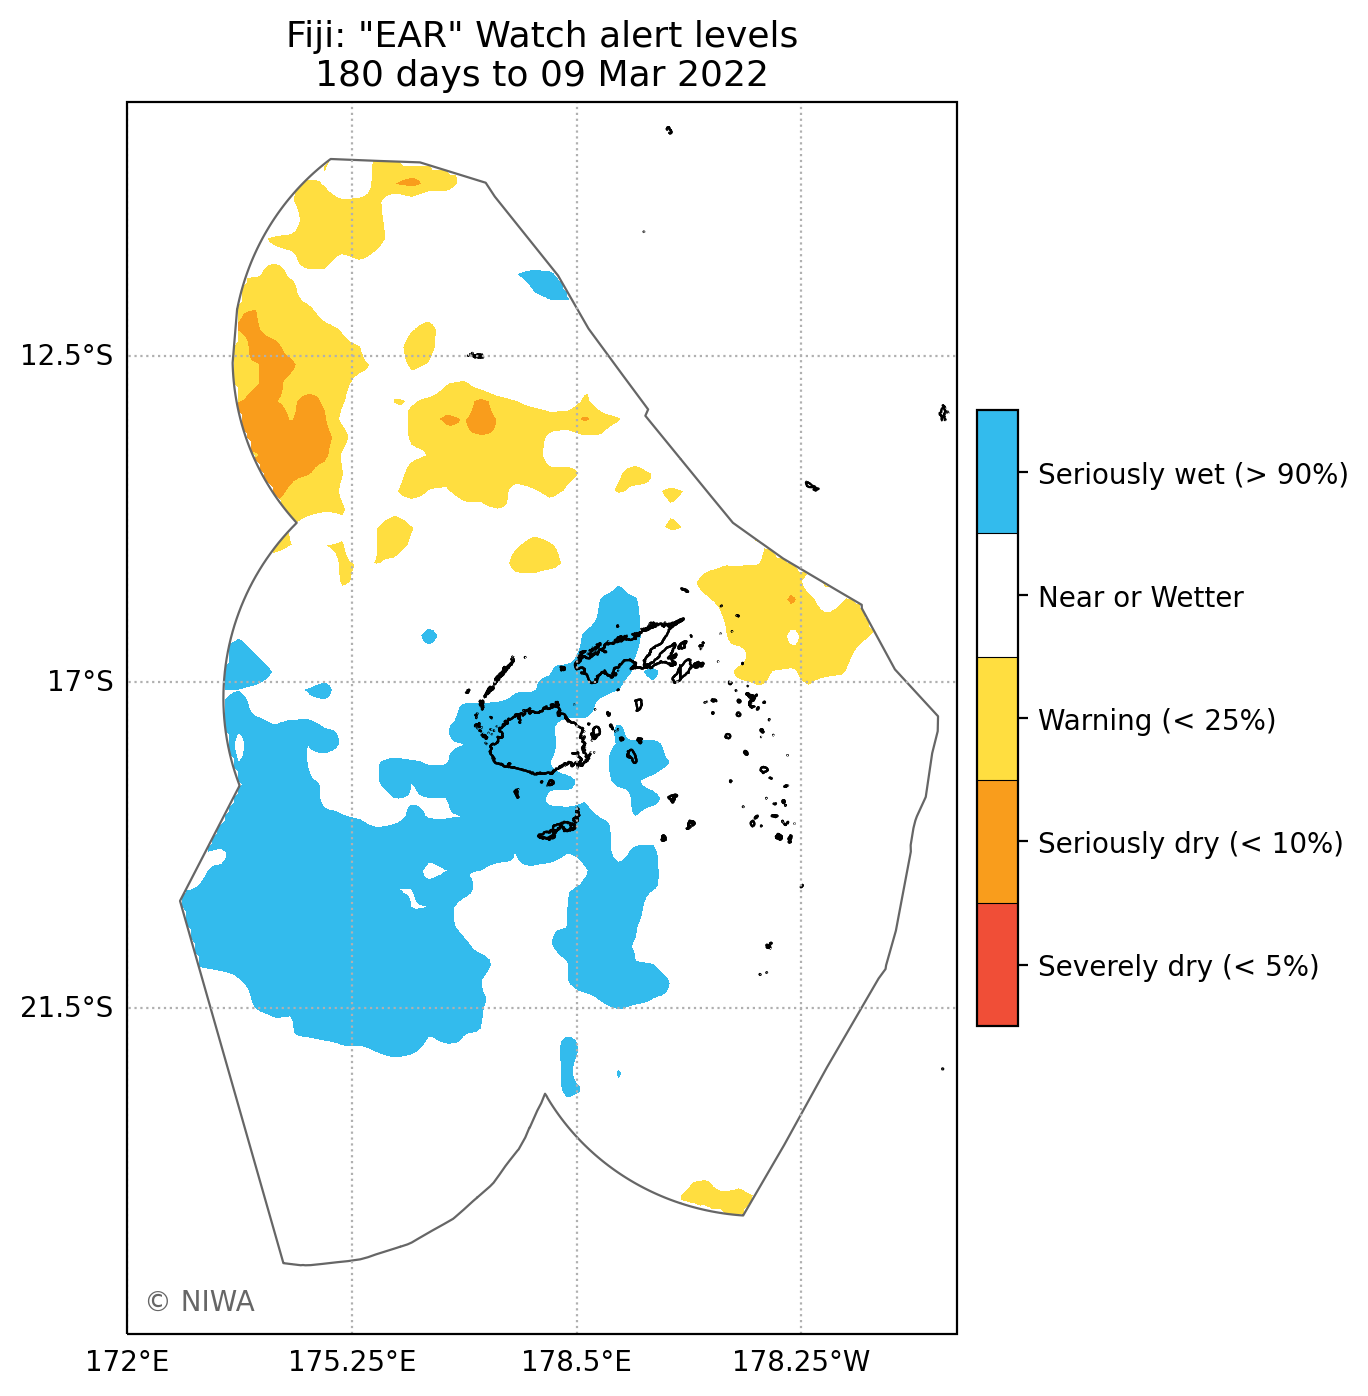 Fiji: "EAR" Watch alert levels
180 days to 09 Mar 2022
12.5°S
17°S
21.5°S
172°E
175.25°E
178.5°E
178.25°W
Seriously wet (> 90%)
Near or Wetter
Warning (< 25%)
Seriously dry (< 10%)
Severely dry (< 5%)
© NIWA